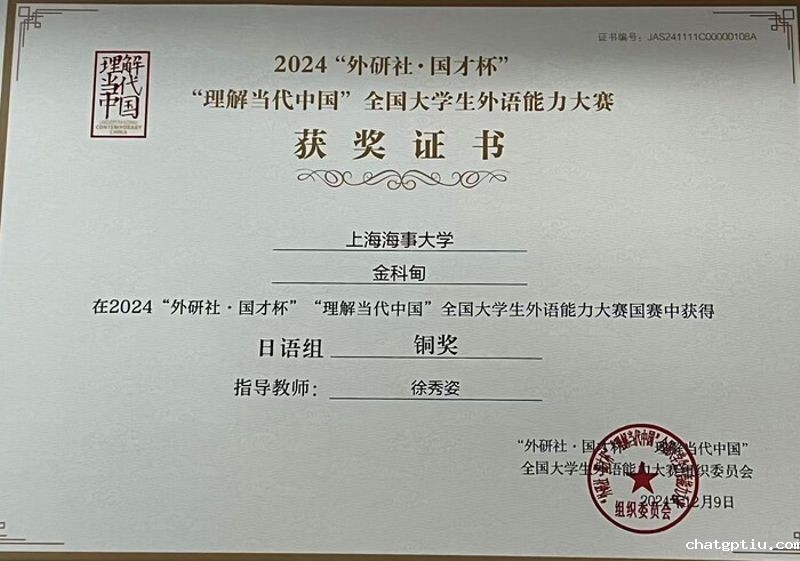 证书编号：JAS241111C00000108A
理解
当代
中国
UNDERSTANDING
CONTEMPORARY
CHINA
2024“外研社·国才杯”
“理解当代中国”全国大学生外语能力大赛
获奖证书
上海海事大学
金科甸
在2024“外研社·国才杯”“理解当代中国”全国大学生外语能力大赛国赛中获得
日语组 铜奖
指导教师： 徐秀姿
“外研社·国才杯”“理解当代中国”
全国大学生外语能力大赛组织委员会
2024年12月9日
组织委员会
chatgptiu.com